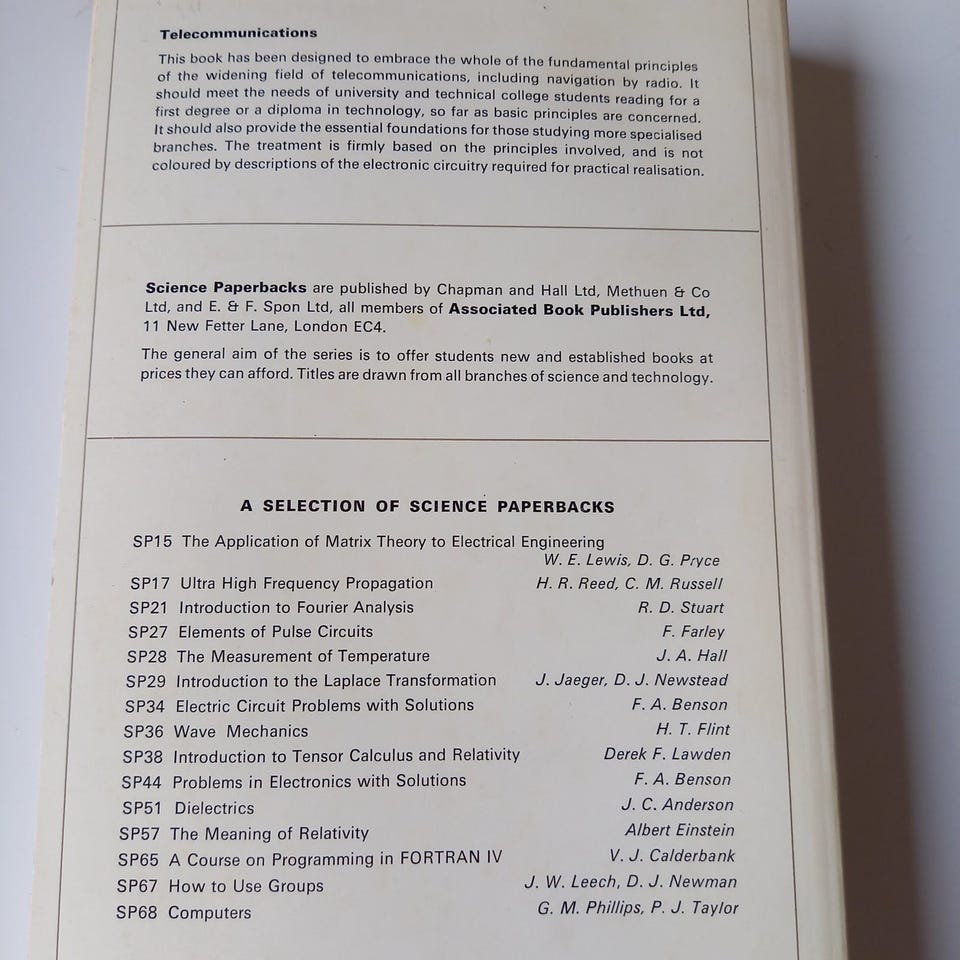 Telecommunications
This book has been designed to embrace the whole of the fundamental principles
of the widening field of telecommunications, including navigation by radio. It
should meet the needs of university and technical college students reading for a
first degree or a diploma in technology, so far as basic principles are concerned.
It should also provide the essential foundations for those studying more specialised
branches. The treatment is firmly based on the principles involved, and is not
coloured by descriptions of the electronic circuitry required for practical realisation.
Science Paperbacks are published by Chapman and Hall Ltd, Methuen & Co
Ltd, and E. & F. Spon Ltd, all members of Associated Book Publishers Ltd,
11 New Fetter Lane, London EC4.
The general aim of the series is to offer students new and established books at
prices they can afford. Titles are drawn from all branches of science and technology.
A SELECTION OF SCIENCE PAPERBACKS
SP15 The Application of Matrix Theory to Electrical Engineering
W. E. Lewis, D. G. Pryce
SP17 Ultra High Frequency Propagation H. R. Reed, C. M. Russell
SP21 Introduction to Fourier Analysis R. D. Stuart
SP27 Elements of Pulse Circuits F. Farley
SP28 The Measurement of Temperature J. A. Hall
SP29 Introduction to the Laplace Transformation J. Jaeger, D. J. Newstead
SP34 Electric Circuit Problems with Solutions F. A. Benson
SP36 Wave Mechanics H. T. Flint
SP38 Introduction to Tensor Calculus and Relativity Derek F. Lawden
SP44 Problems in Electronics with Solutions F. A. Benson
SP51 Dielectrics J. C. Anderson
SP57 The Meaning of Relativity Albert Einstein
SP65 A Course on Programming in FORTRAN IV V. J. Calderbank
SP67 How to Use Groups J. W. Leech, D. J. Newman
SP68 Computers G. M. Phillips, P. J. Taylor